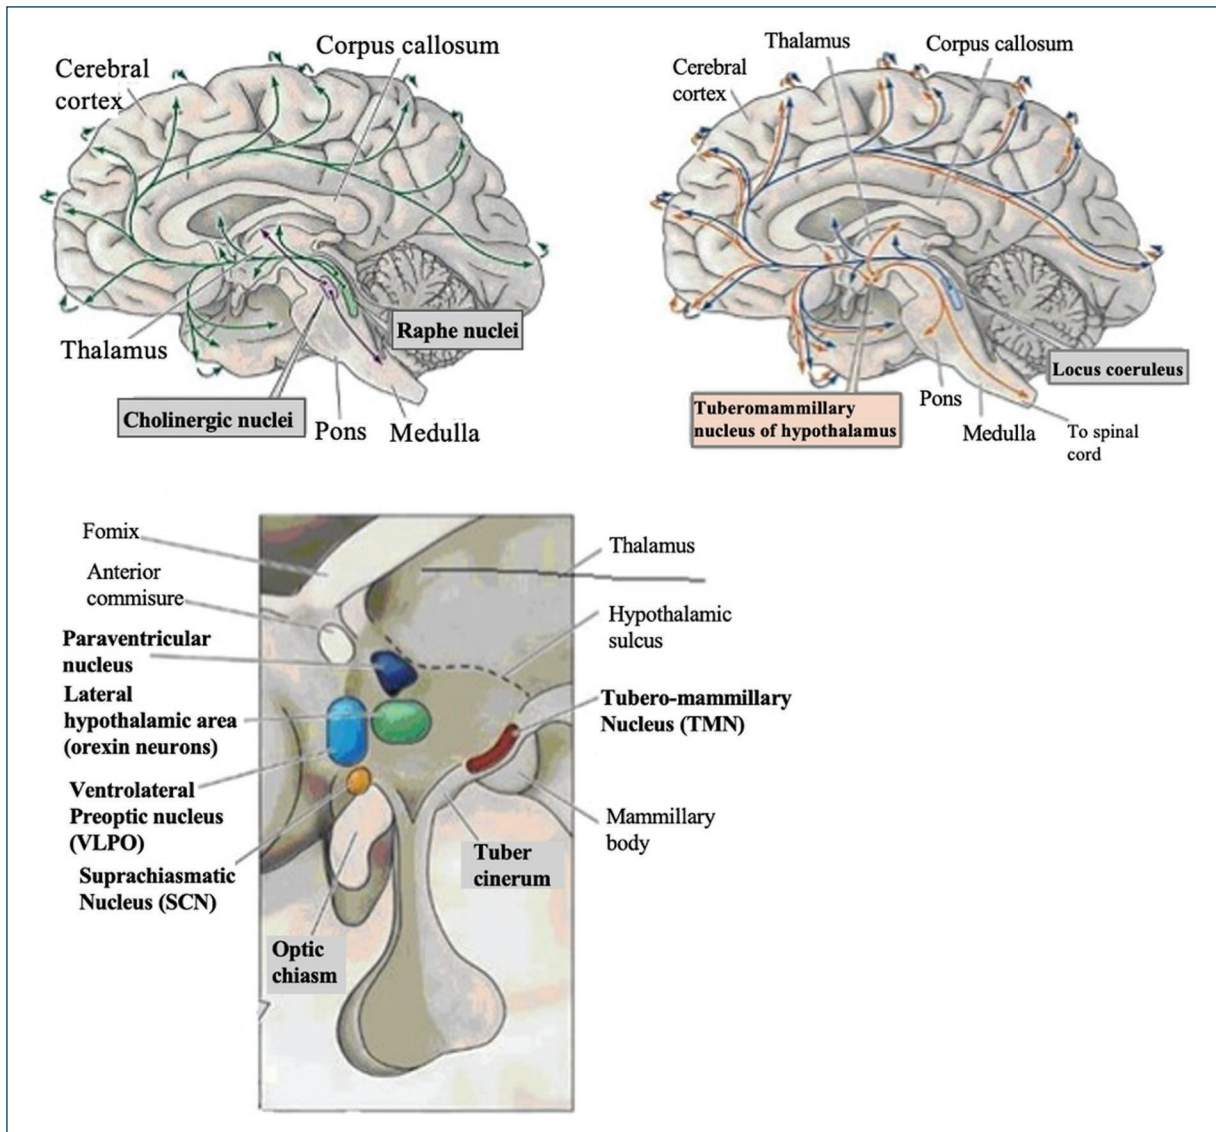 Corpus callosum
Cerebral
cortex
Thalamus
Raphe nuclei
Cholinergic nuclei
Pons
Medulla
Thalamus
Corpus callosum
Cerebral
cortex
Locus coeruleus
Tuberomammillary
nucleus of hypothalamus
Pons
Medulla
To spinal
cord
Fomix
Anterior
commisure
Paraventricular
nucleus
Lateral
hypothalamic area
(orexin neurons)
Ventrolateral
Preoptic nucleus
(VLPO)
Suprachiasmatic
Nucleus (SCN)
Optic
chiasm
Thalamus
Hypothalamic
sulcus
Tubero-mammillary
Nucleus (TMN)
Mammillary
body
Tuber
cinerum